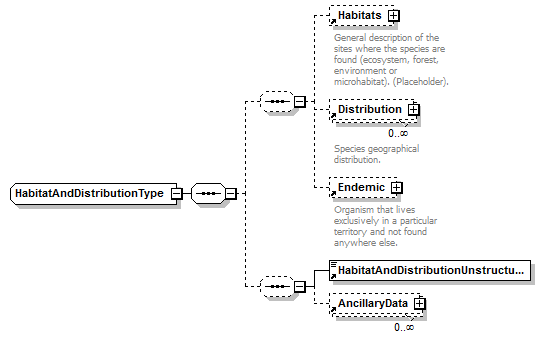 Habitats
General description of the
sites where the species are
found (ecosystem, forest,
environment or
microhabitat). (Placeholder).
Distribution
0..∞
Species geographical
distribution.
HabitatAndDistributionType
Endemic
Organism that lives
exclusively in a particular
territory and not found
anywhere else.
HabitatAndDistributionUnstructu...
AncillaryData
0..∞